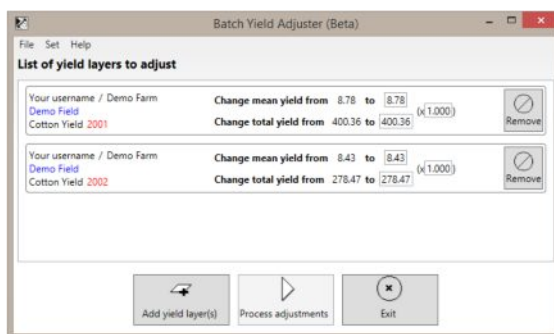 Batch Yield Adjuster (Beta)
File Set Help
List of yield layers to adjust
Your username / Demo Farm
Demo Field
Cotton Yield 2001
Change mean yield from 8.78 to 8.78
Change total yield from 400.36 to 400.36
(x 1.000 )
Remove
Your username / Demo Farm
Demo Field
Cotton Yield 2002
Change mean yield from 8.43 to 8.43
Change total yield from 278.47 to 278.47
(x 1.000 )
Remove
Add yield layer(s) Process adjustments Exit